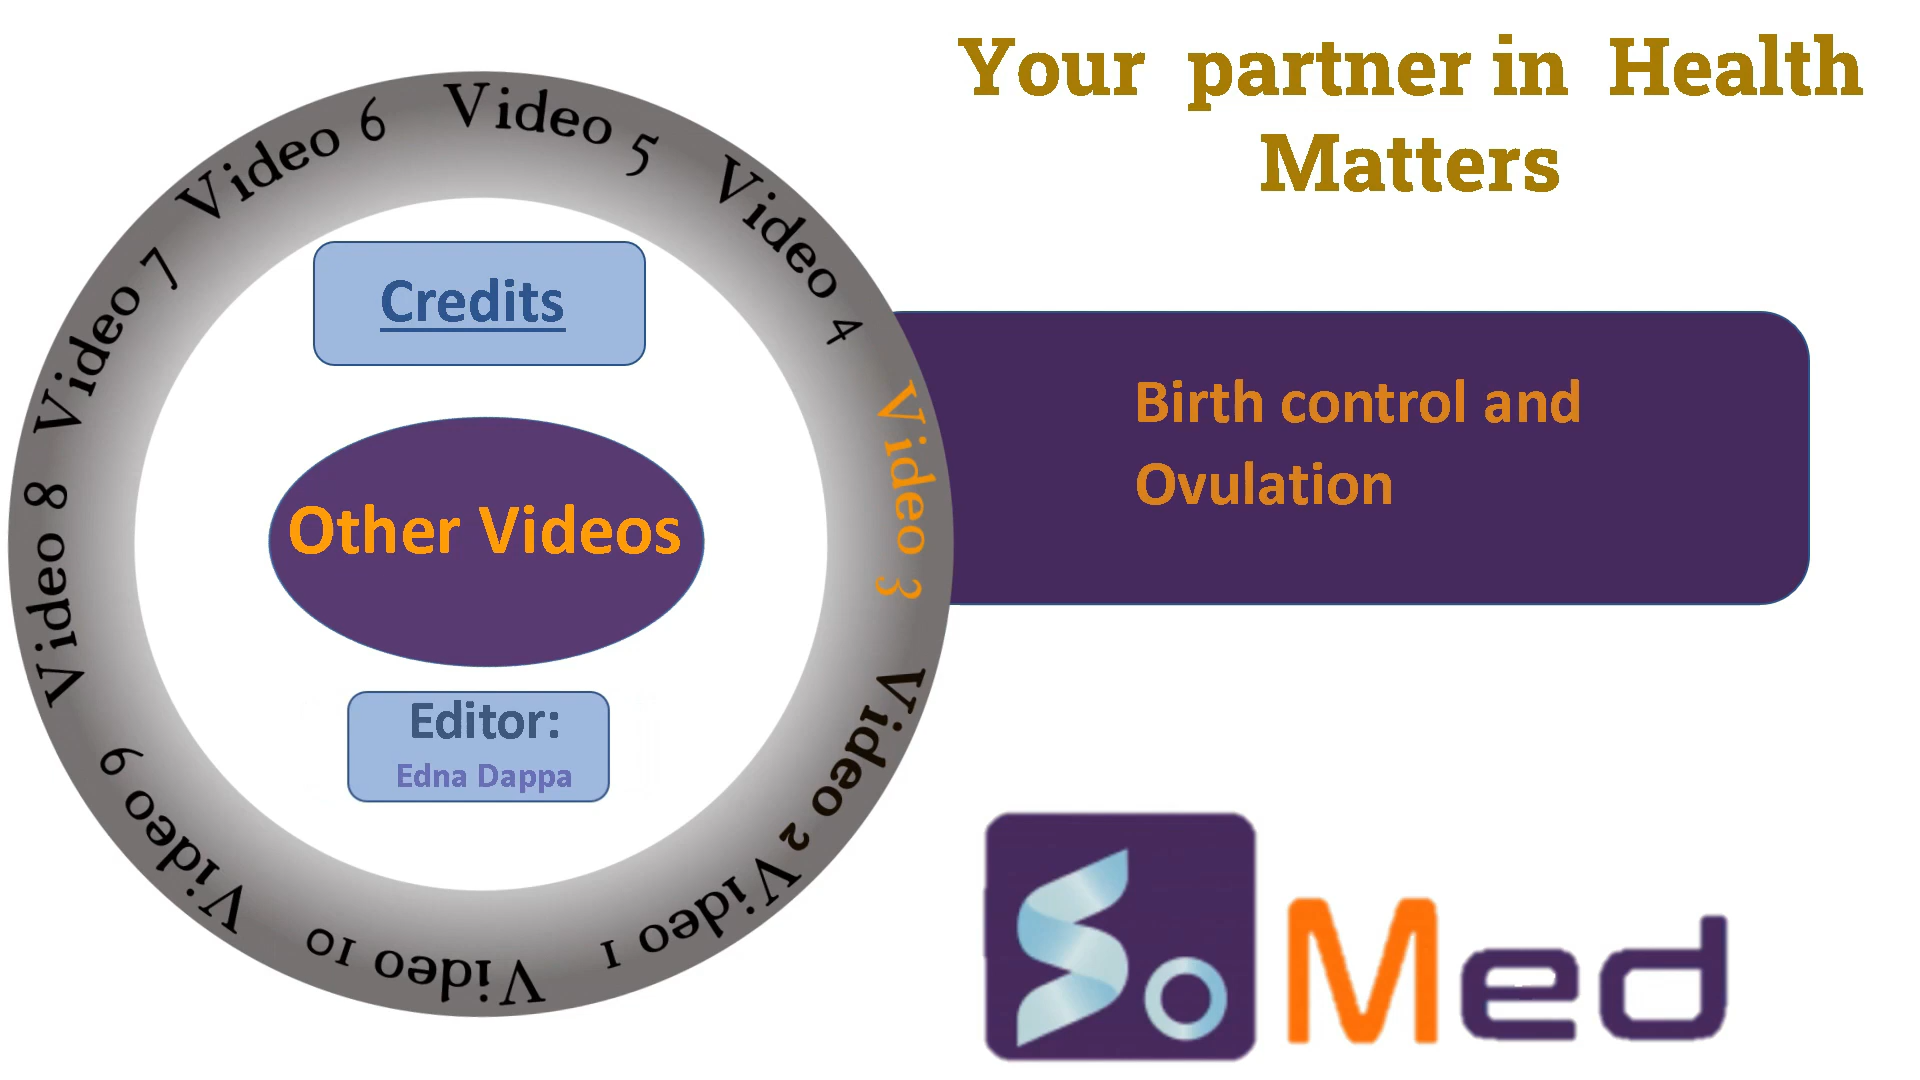 Your partner in Health
Matters
Video 6
Video 5
Video 4
Video 7
Video 3
Video 8
Video 2
Video 9
Video 1
Video 10
Credits
Birth control and
Ovulation
Other Videos
Editor:
Edna Dappa
SoMed